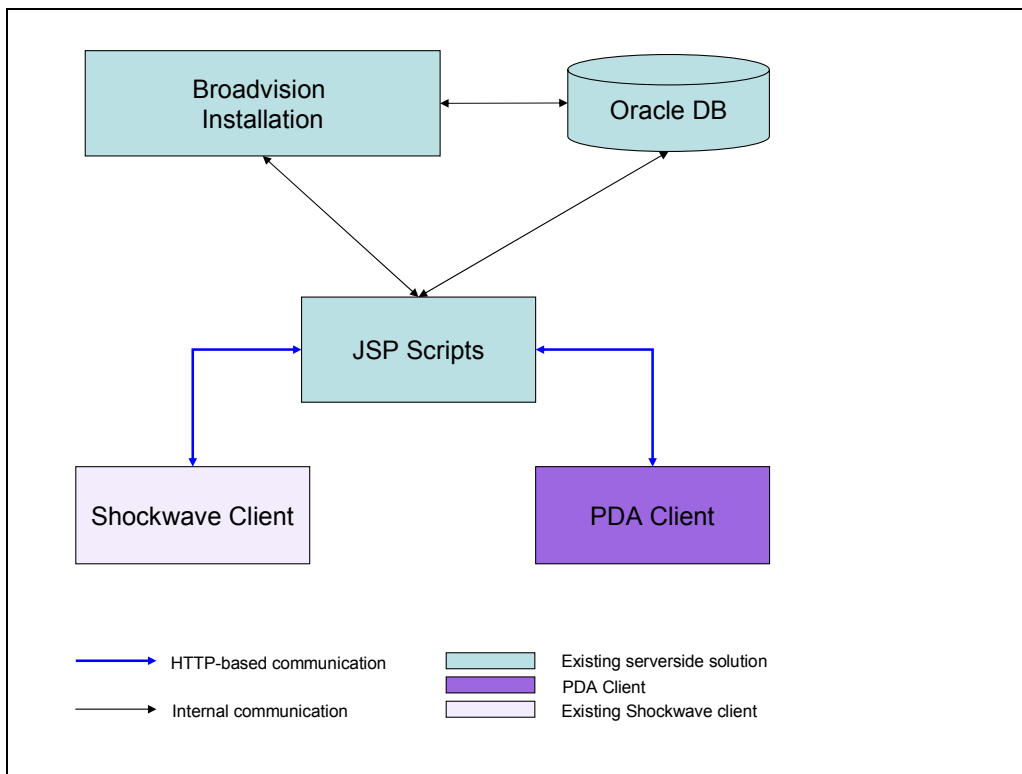 Broadvision
Installation
Oracle DB
JSP Scripts
Shockwave Client
PDA Client
HTTP-based communication
Internal communication
Existing serverside solution
PDA Client
Existing Shockwave client